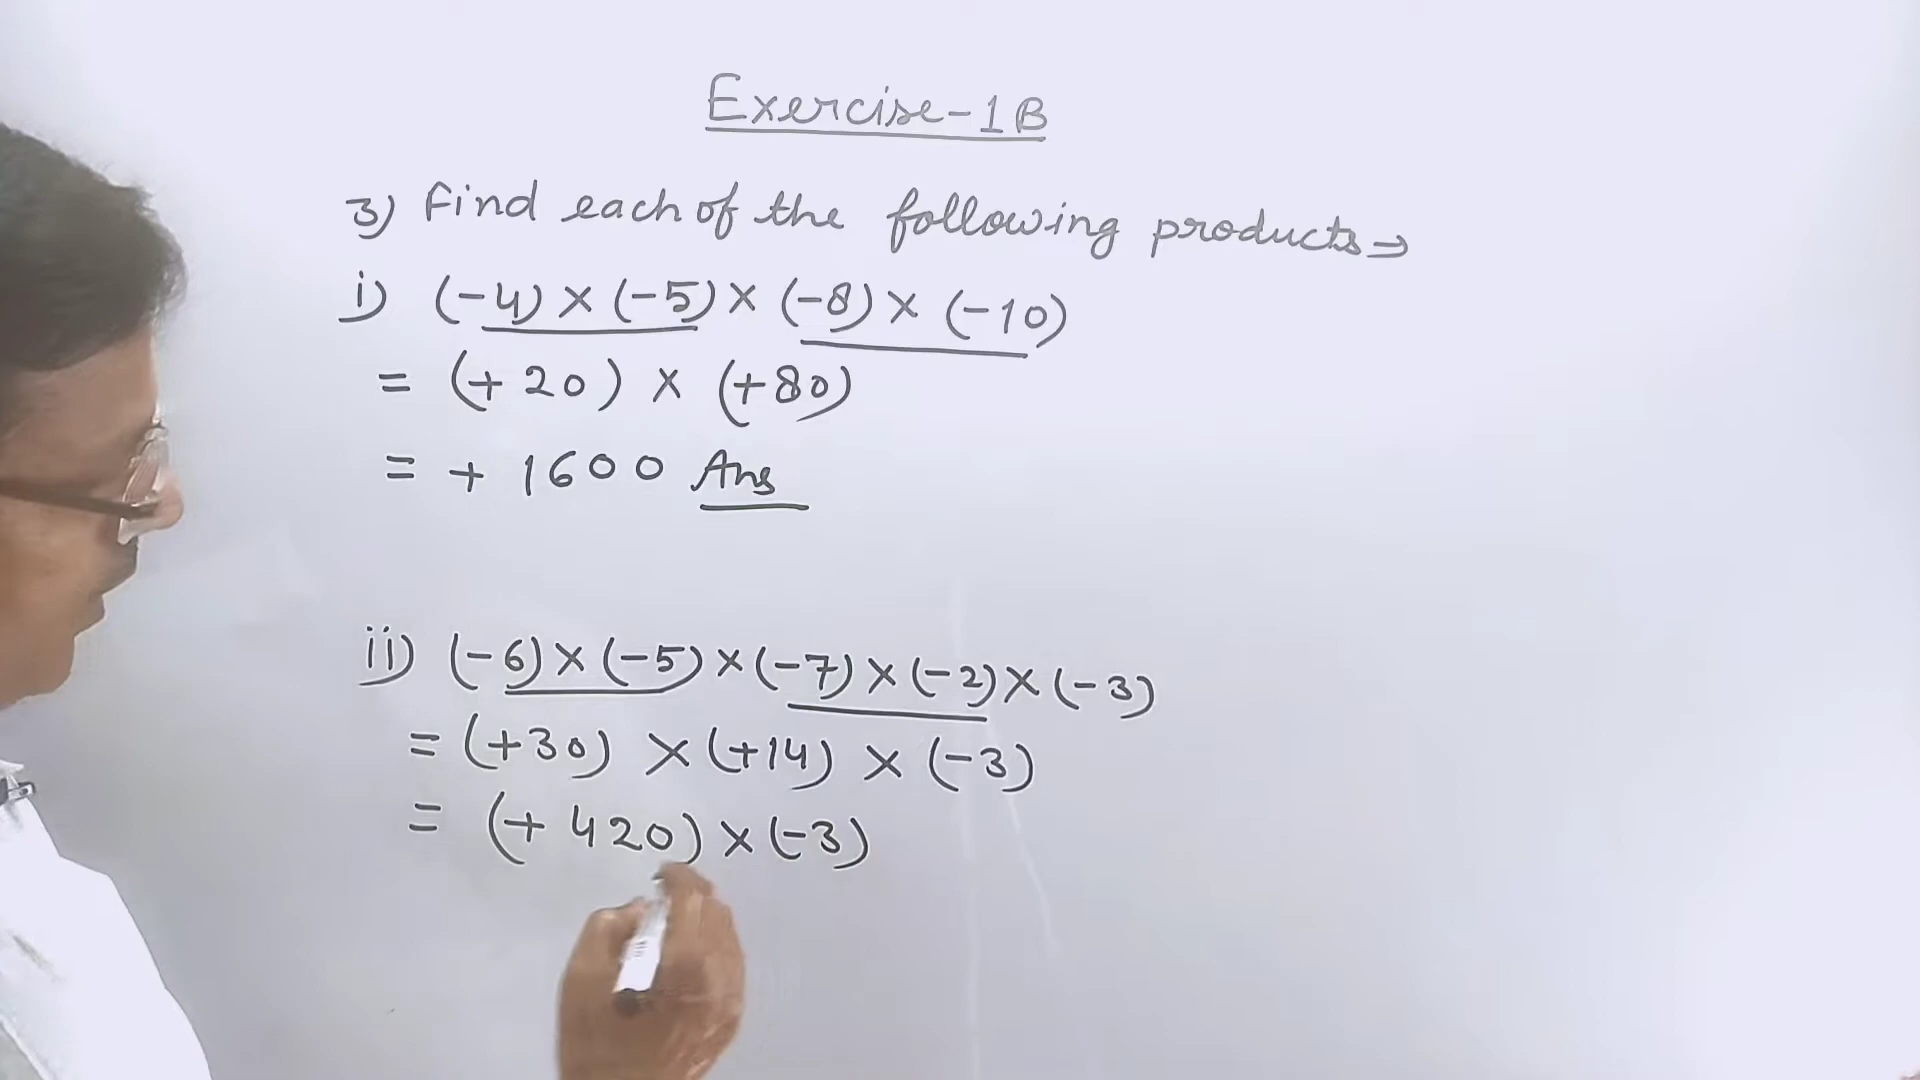 Exercise-1B
3) Find each of the following products→
i) (-4) × (-5) × (-8) × (-10)
= (+20) × (+80)
= + 1600 Ans
ii) (-6) × (-5) × (-7) × (-2) × (-3)
= (+30) × (+14) × (-3)
= (+420) × (-3)